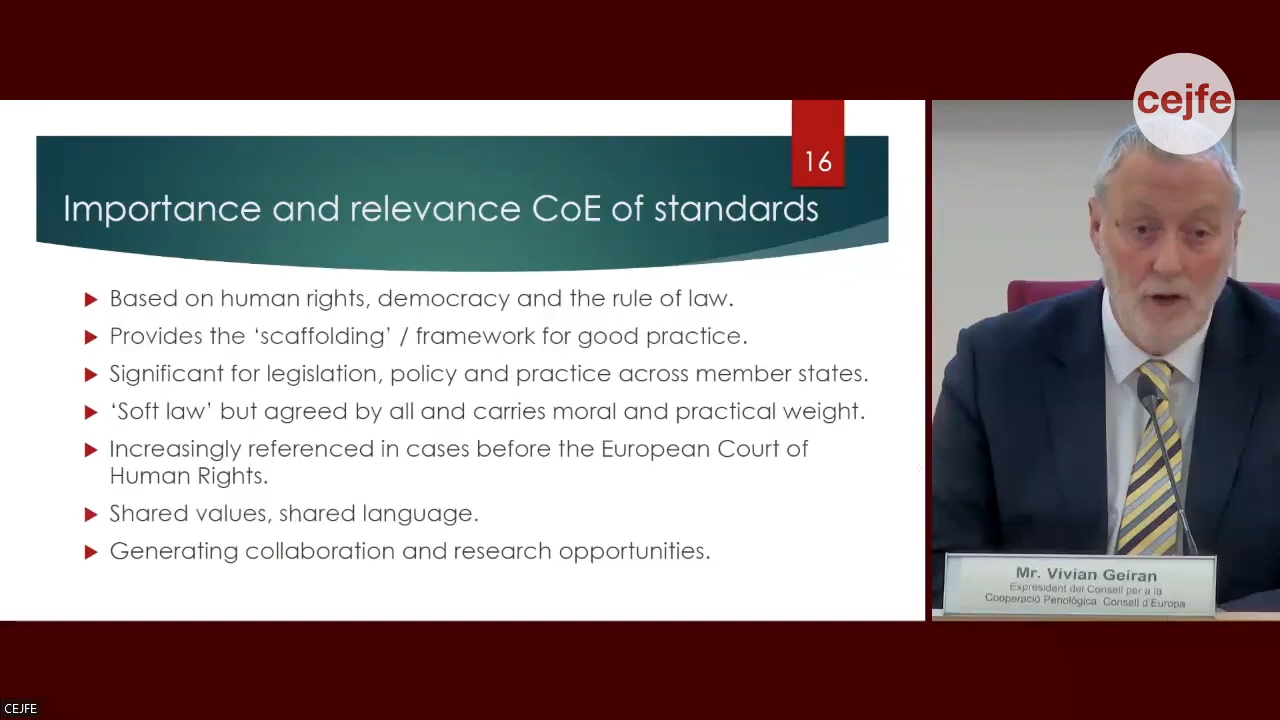 cejfe
16
Importance and relevance CoE of standards
Based on human rights, democracy and the rule of law.
Provides the ‘scaffolding’ / framework for good practice.
Significant for legislation, policy and practice across member states.
‘Soft law’ but agreed by all and carries moral and practical weight.
Increasingly referenced in cases before the European Court of
Human Rights.
Shared values, shared language.
Generating collaboration and research opportunities.
Mr. Vivian Geiran
Expresident del Consell per a la
Cooperació Penològica Consell d'Europa
CEJFE